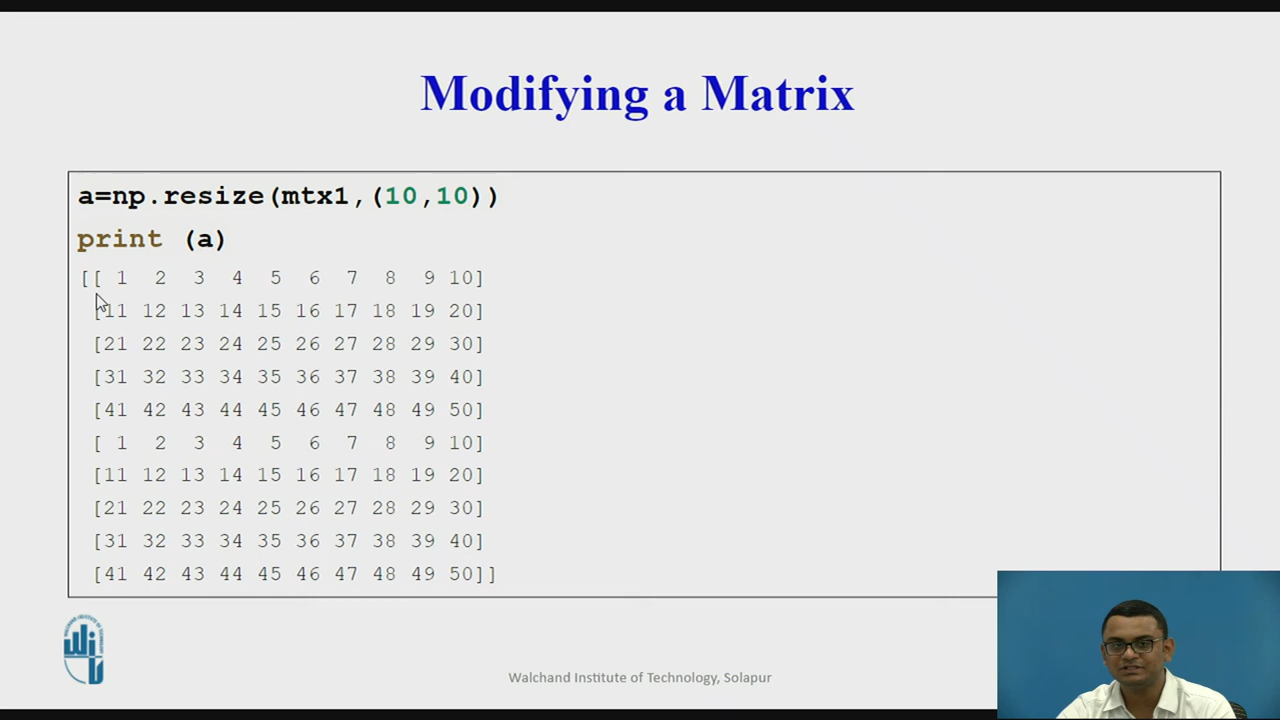 Modifying a Matrix
a=np.resize(mtx1,(10,10))
print (a)
[[ 1 2 3 4 5 6 7 8 9 10]
[11 12 13 14 15 16 17 18 19 20]
[21 22 23 24 25 26 27 28 29 30]
[31 32 33 34 35 36 37 38 39 40]
[41 42 43 44 45 46 47 48 49 50]
[ 1 2 3 4 5 6 7 8 9 10]
[11 12 13 14 15 16 17 18 19 20]
[21 22 23 24 25 26 27 28 29 30]
[31 32 33 34 35 36 37 38 39 40]
[41 42 43 44 45 46 47 48 49 50]]
Walchand Institute of Technology, Solapur